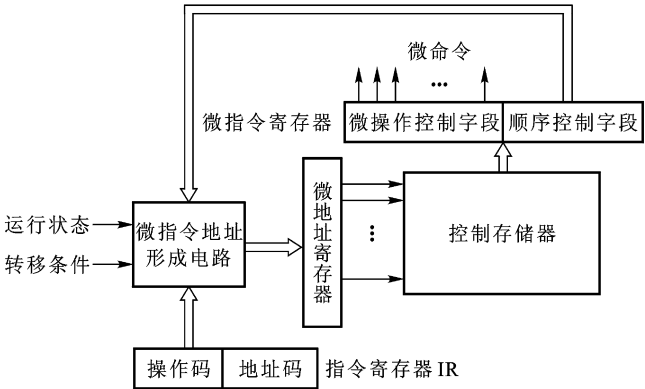 微命令
...
微指令寄存器 微操作控制字段 顺序控制字段
运行状态
转移条件
微指令地址
形成电路
微地址寄存器
控制存储器
操作码 地址码 指令寄存器IR